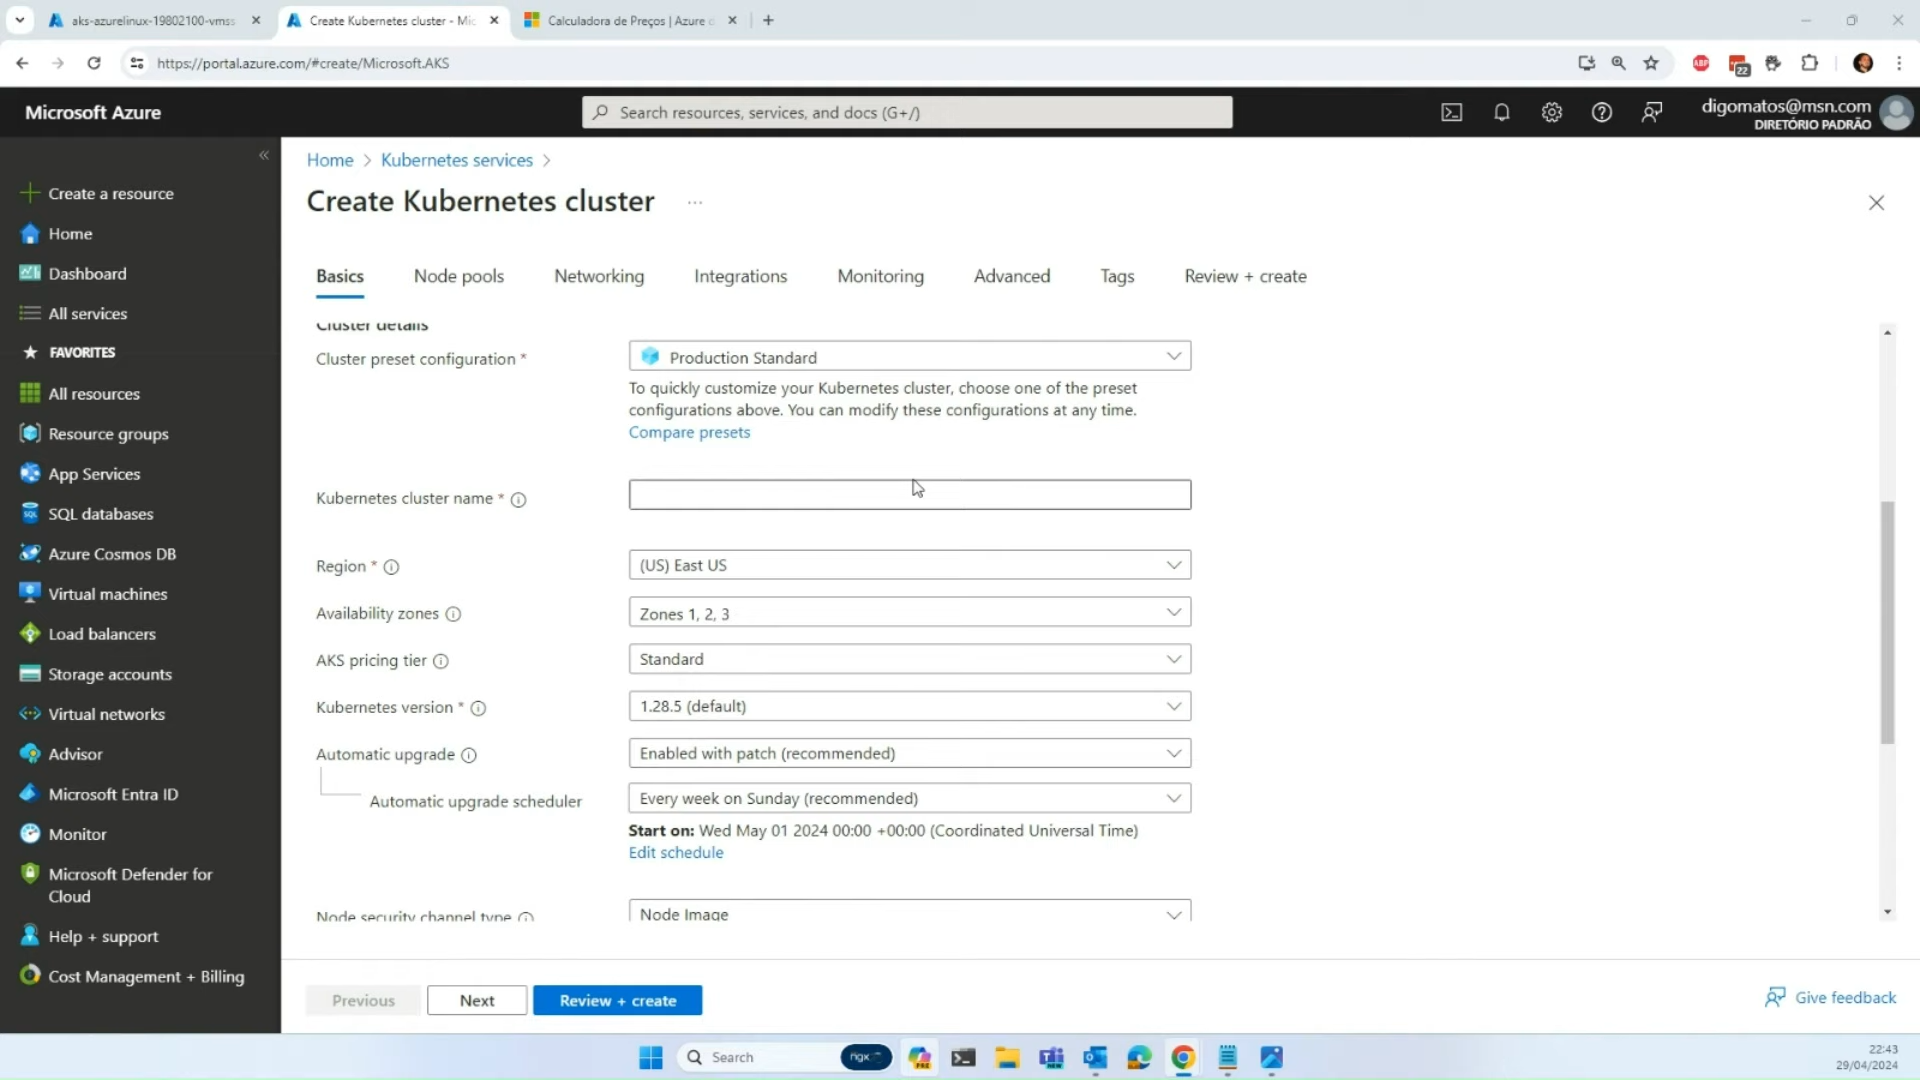 aks-azurelinux-19802100-vmss
Create Kubernetes cluster - Mic
Calculadora de Preços | Azure d
https://portal.azure.com/#create/Microsoft.AKS
ABP
22
Microsoft Azure
Search resources, services, and docs (G+/)
digomatos@msn.com
DIRETÓRIO PADRÃO
Create a resource
Home
Dashboard
All services
FAVORITES
All resources
Resource groups
App Services
SQL databases
Azure Cosmos DB
Virtual machines
Load balancers
Storage accounts
Virtual networks
Advisor
Microsoft Entra ID
Monitor
Microsoft Defender for
Cloud
Help + support
Cost Management + Billing
Home > Kubernetes services >
Create Kubernetes cluster ...
Basics Node pools Networking Integrations Monitoring Advanced Tags Review + create
Cluster details
Cluster preset configuration *
Production Standard
To quickly customize your Kubernetes cluster, choose one of the preset
configurations above. You can modify these configurations at any time.
Compare presets
Kubernetes cluster name *
Region *
(US) East US
Availability zones
Zones 1, 2, 3
AKS pricing tier
Standard
Kubernetes version *
1.28.5 (default)
Automatic upgrade
Enabled with patch (recommended)
Automatic upgrade scheduler
Every week on Sunday (recommended)
Start on: Wed May 01 2024 00:00 +00:00 (Coordinated Universal Time)
Edit schedule
Node security channel type
Node Image
Previous
Next
Review + create
Give feedback
Search
22:43
29/04/2024